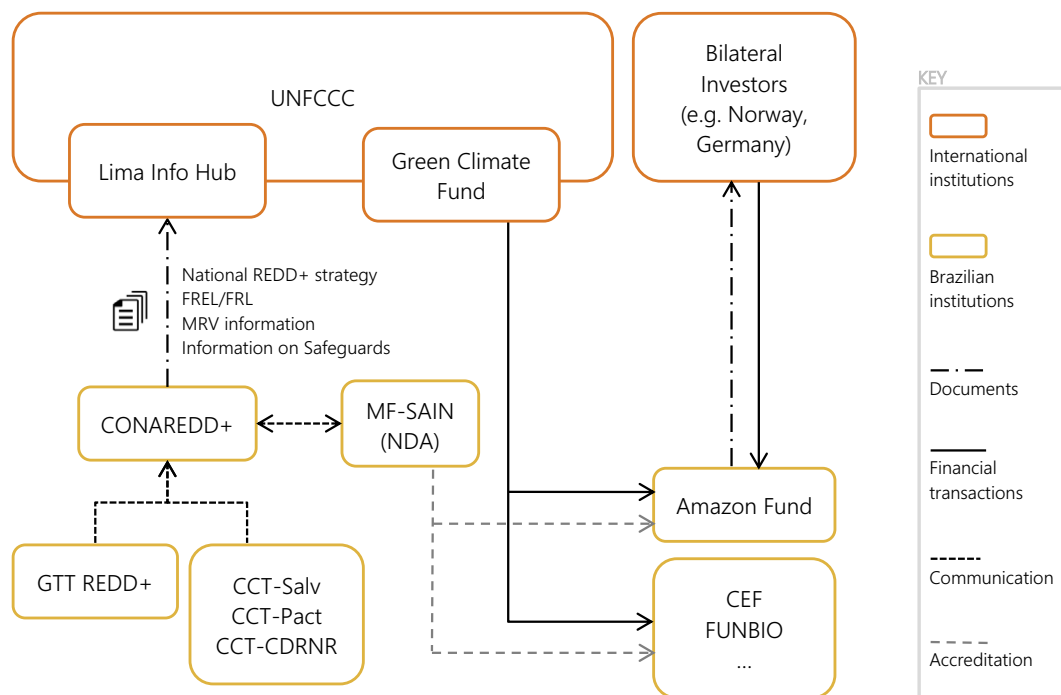 UNFCCC
Lima Info Hub
Green Climate
Fund
Bilateral
Investors
(e.g. Norway,
Germany)
National REDD+ strategy
FREL/FRL
MRV information
Information on Safeguards
CONAREDD+
MF-SAIN
(NDA)
Amazon Fund
GTT REDD+
CCT-Salv
CCT-Pact
CCT-CDRNR
CEF
FUNBIO
...
KEY
International
institutions
Brazilian
institutions
Documents
Financial
transactions
Communication
Accreditation